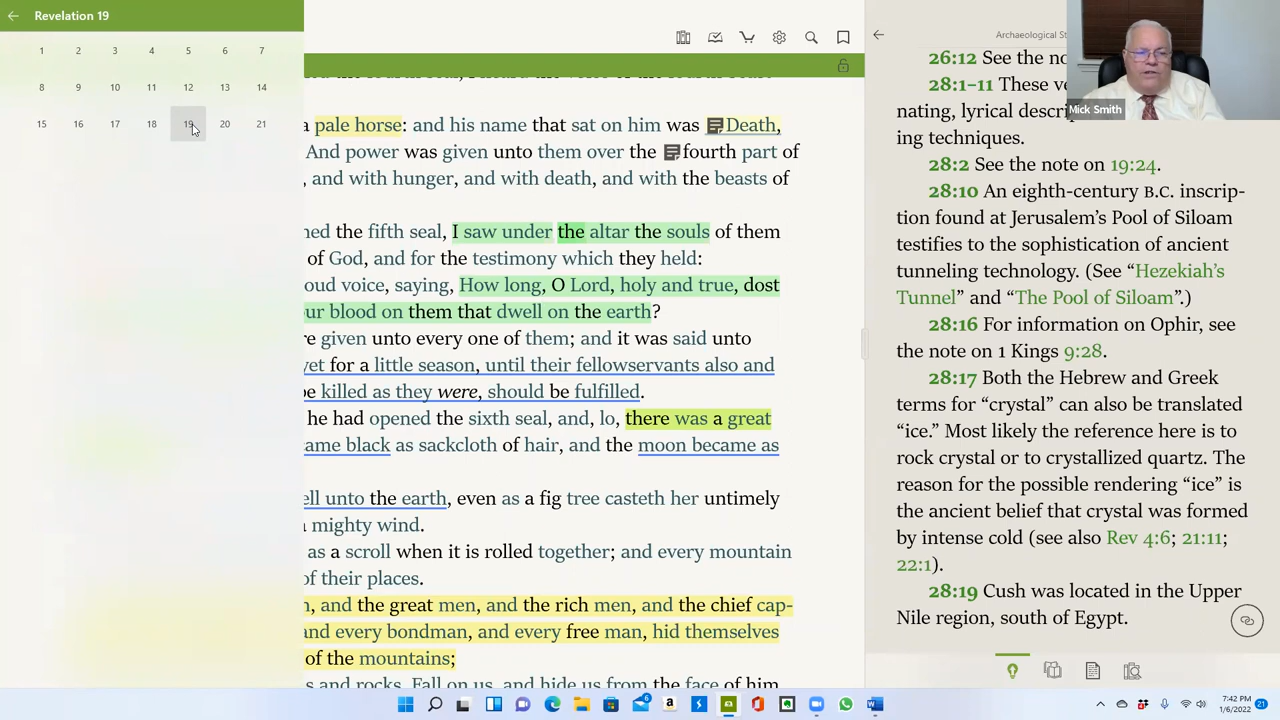 Revelation 19
1 2 3 4 5 6 7
8 9 10 11 12 13 14
15 16 17 18 19 20 21
a pale horse: and his name that sat on him was Death,
And power was given unto them over the fourth part of
, and with hunger, and with death, and with the beasts of
the fifth seal, I saw under the altar the souls of them
of God, and for the testimony which they held:
voice, saying, How long, O Lord, holy and true, dost
blood on them that dwell on the earth?
given unto every one of them; and it was said unto
for a little season, until their fellowservants also and
killed as they were, should be fulfilled.
he had opened the sixth seal, and, lo, there was a great
black as sackcloth of hair, and the moon became as
unto the earth, even as a fig tree casteth her untimely
mighty wind.
as a scroll when it is rolled together; and every mountain
of their places.
, and the great men, and the rich men, and the chief cap-
and every bondman, and every free man, hid themselves
of the mountains;
and rocks, Fall on us, and hide us from the face of him
Archaeological
26:12 See the
28:1–11 These
nating, lyrical
ing techniques.
28:2 See the note on 19:24.
28:10 An eighth-century B.C. inscrip-
tion found at Jerusalem's Pool of Siloam
testifies to the sophistication of ancient
tunneling technology. (See “Hezekiah's
Tunnel” and “The Pool of Siloam”.)
28:16 For information on Ophir, see
the note on 1 Kings 9:28.
28:17 Both the Hebrew and Greek
terms for “crystal” can also be translated
“ice.” Most likely the reference here is to
rock crystal or to crystallized quartz. The
reason for the possible rendering “ice” is
the ancient belief that crystal was formed
by intense cold (see also Rev 4:6; 21:11;
22:1).
28:19 Cush was located in the Upper
Nile region, south of Egypt.
Mick Smith
7:42 PM
1/6/2022
21